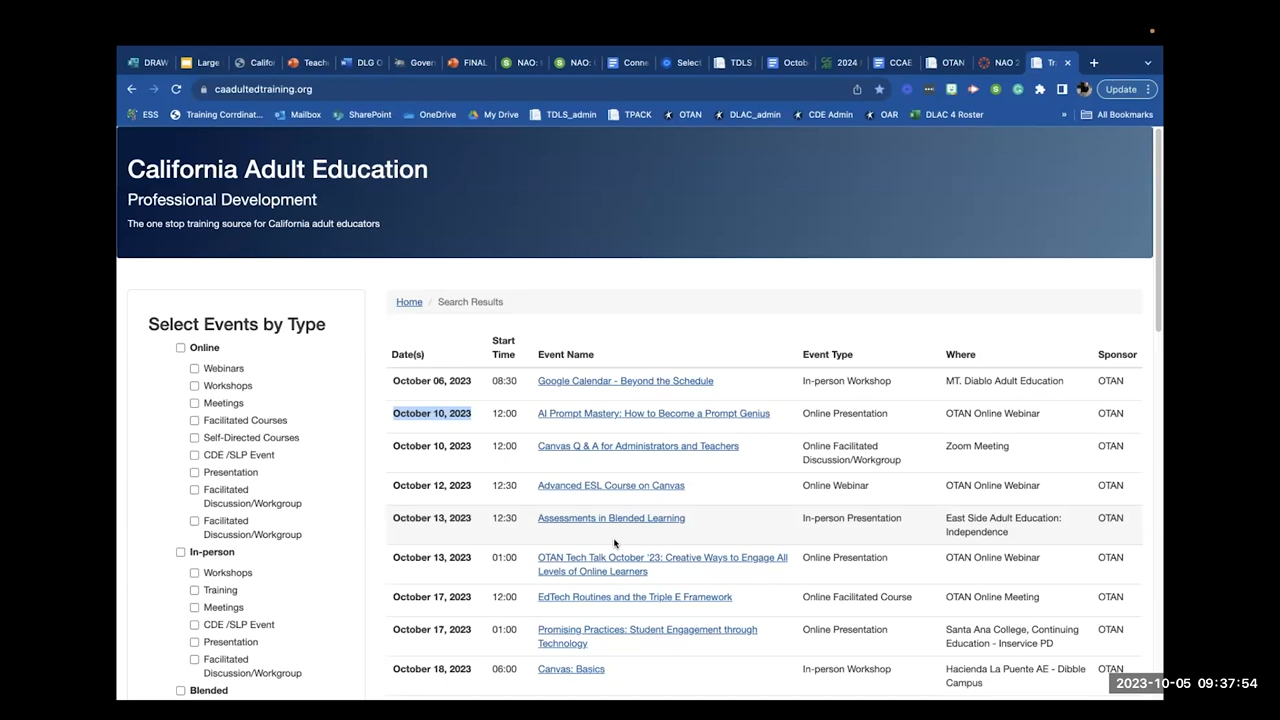 DRAW
Large
Califo
Teach
DLG C
Gover
FINAL
NAO:
NAO: (
Conne
Select
TDLS
Octob
2024
CCAE
OTAN
NAO 2
Tr
caadultedtraining.org
Update
ESS
Training Corrdinat...
Mailbox
SharePoint
OneDrive
My Drive
TDLS_admin
TPACK
OTAN
DLAC_admin
CDE Admin
OAR
DLAC 4 Roster
»
All Bookmarks
California Adult Education
Professional Development
The one stop training source for California adult educators
Select Events by Type
Online
Webinars
Workshops
Meetings
Facilitated Courses
Self-Directed Courses
CDE /SLP Event
Presentation
Facilitated
Discussion/Workgroup
Facilitated
Discussion/Workgroup
In-person
Workshops
Training
Meetings
CDE /SLP Event
Presentation
Facilitated
Discussion/Workgroup
Blended
Home / Search Results
Date(s) Start Time Event Name Event Type Where Sponsor
October 06, 2023 08:30 Google Calendar - Beyond the Schedule In-person Workshop MT. Diablo Adult Education OTAN
October 10, 2023 12:00 AI Prompt Mastery: How to Become a Prompt Genius Online Presentation OTAN Online Webinar OTAN
October 10, 2023 12:00 Canvas Q & A for Administrators and Teachers Online Facilitated Zoom Meeting OTAN
Discussion/Workgroup
October 12, 2023 12:30 Advanced ESL Course on Canvas Online Webinar OTAN Online Webinar OTAN
October 13, 2023 12:30 Assessments in Blended Learning In-person Presentation East Side Adult Education: OTAN
Independence
October 13, 2023 01:00 OTAN Tech Talk October '23: Creative Ways to Engage All Online Presentation OTAN Online Webinar OTAN
Levels of Online Learners
October 17, 2023 12:00 EdTech Routines and the Triple E Framework Online Facilitated Course OTAN Online Meeting OTAN
October 17, 2023 01:00 Promising Practices: Student Engagement through Online Presentation Santa Ana College, Continuing OTAN
Technology Education - Inservice PD
October 18, 2023 06:00 Canvas: Basics In-person Workshop Hacienda La Puente AE - Dibble OTAN
Campus
2023-10-05 09:37:54